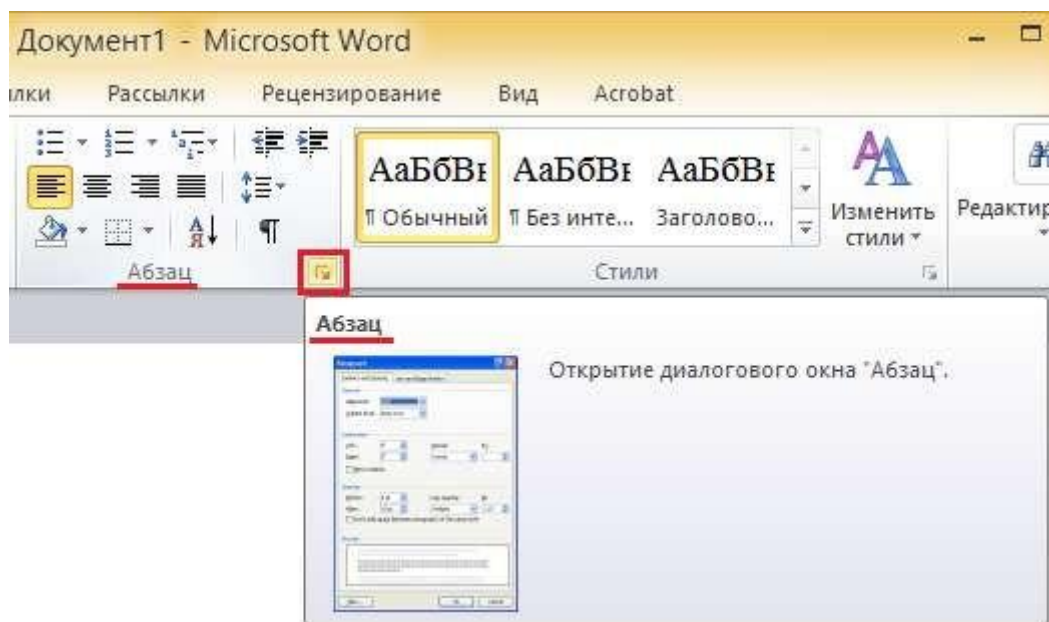 Документ1 - Microsoft Word
лки Рассылки Рецензирование Вид Acrobat
АаБбВı АаБбВı АаБбВı
¶ Обычный ¶ Без инте... Заголово...
Изменить
стили
Редактир
Абзац Стили
Абзац
Открытие диалогового окна "Абзац".